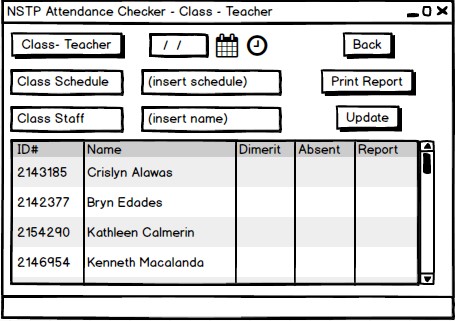 NSTP Attendance Checker - Class - Teacher
Class- Teacher / / Back
Class Schedule (insert schedule) Print Report
Class Staff (insert name) Update
ID# Name Dimerit Absent Report
2143185 Crislyn Alawas
2142377 Bryn Edades
2154290 Kathleen Calmerin
2146954 Kenneth Macalanda